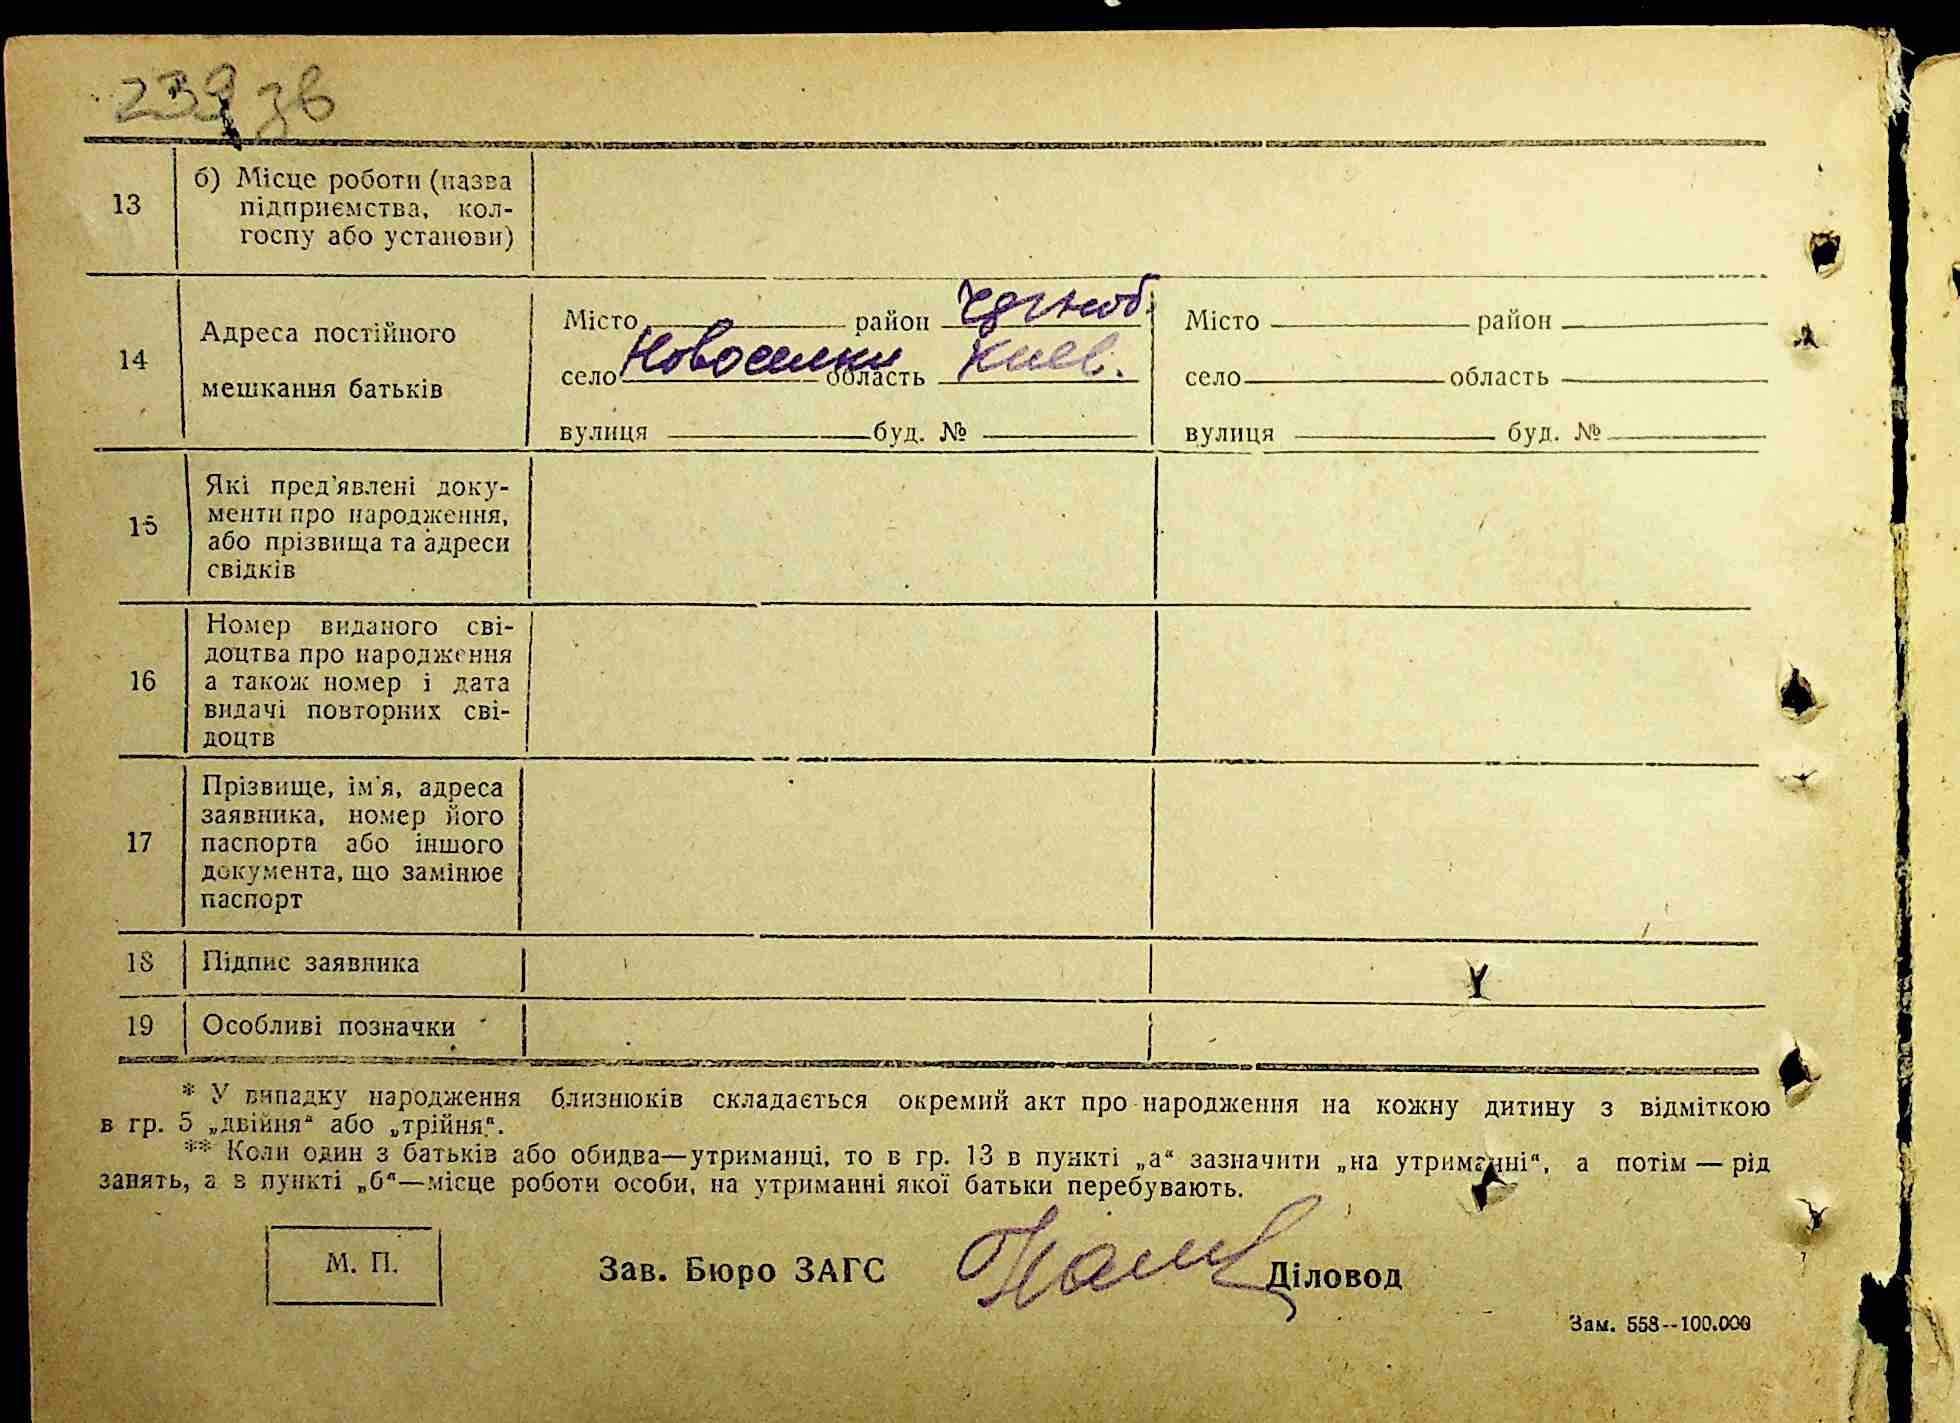 239 зв
13
б) Місце роботи (назва
підприємства, кол-
госпу або установи)
14
Адреса постійного
мешкання батьків
Місто район
село Новоселки область Киев.
вулиця буд. №
Місто район
село область
вулиця буд. №
15
Які пред'явлені доку-
менти про народження,
або прізвища та адреси
свідків
16
Номер виданого сві-
доцтва про народження
а також номер і дата
видачі повторних сві-
доцтв
17
Прізвище, ім'я, адреса
заявника, номер його
паспорта або іншого
документа, що замінює
паспорт
18
Підпис заявника
19
Особливі позначки
* У випадку народження близнюків складається окремий акт про народження на кожну дитину з відміткою
в гр. 5 „двійня“ або „трійня“.
** Коли один з батьків або обидва—утриманці, то в гр. 13 в пункті „а“ зазначити „на утриманні“, а потім — рід
занять, а в пункті „б“—місце роботи особи, на утриманні якої батьки перебувають.
М. П.
Зав. Бюро ЗАГС
Діловод
Зам. 558--100.000